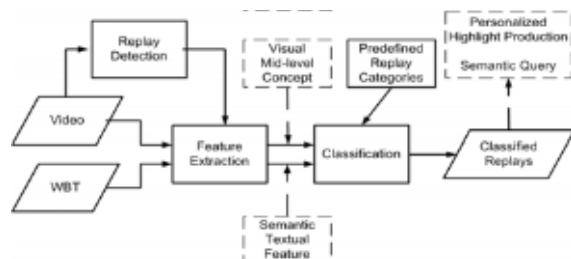 Replay
Detection
Visual
Mid-level
Concept
Predefined
Replay
Categories
Personalized
Highlight Production
Semantic Query
Video
WBT
Feature
Extraction
Classification
Classified
Replays
Semantic
Textual
Feature